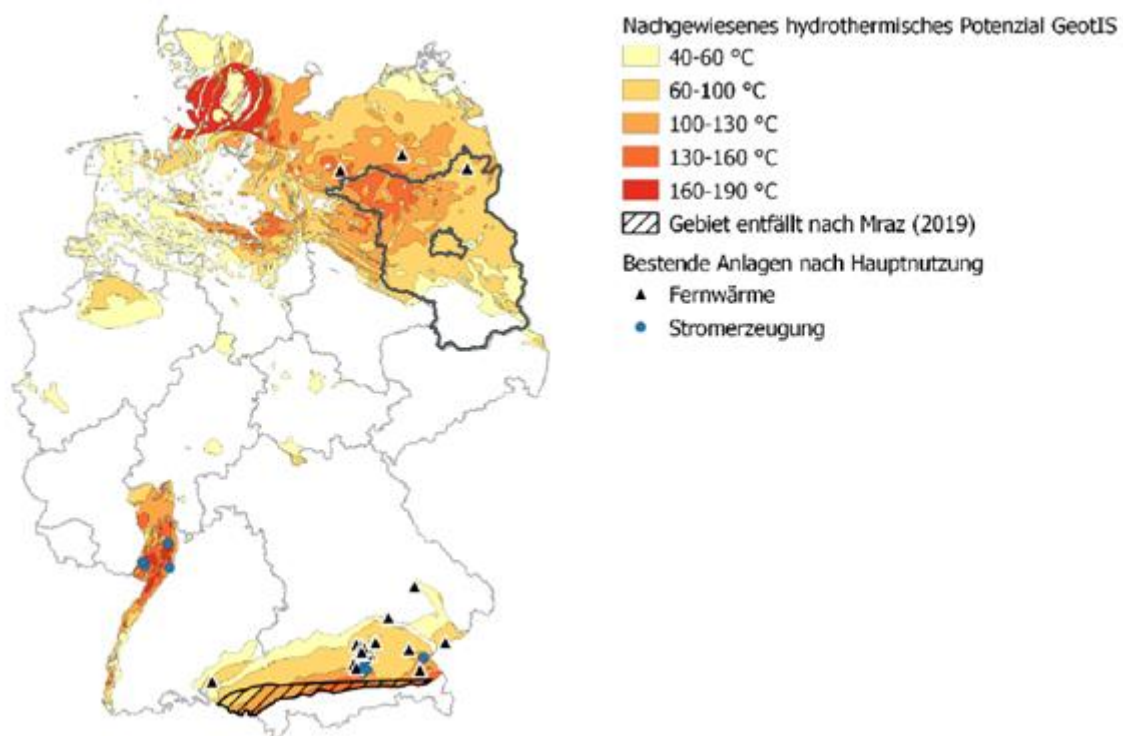 Nachgewiesenes hydrothermisches Potenzial GeotIS
40-60 °C
60-100 °C
100-130 °C
130-160 °C
160-190 °C
Gebiet entfällt nach Mraz (2019)
Bestende Anlagen nach Hauptnutzung
Fernwärme
Stromerzeugung